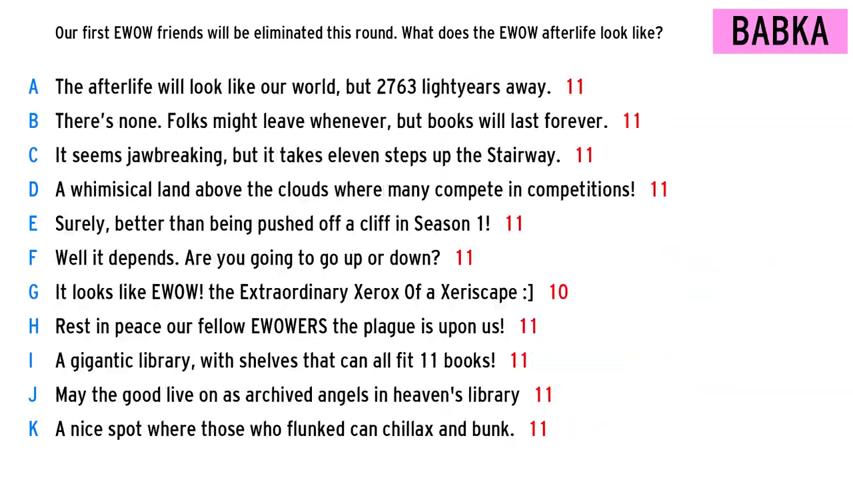 Our first EWOW friends will be eliminated this round. What does the EWOW afterlife look like?
BABKA
A The afterlife will look like our world, but 2763 lightyears away. 11
B There's none. Folks might leave whenever, but books will last forever. 11
C It seems jawbreaking, but it takes eleven steps up the Stairway. 11
D A whimisical land above the clouds where many compete in competitions! 11
E Surely, better than being pushed off a cliff in Season 1! 11
F Well it depends. Are you going to go up or down? 11
G It looks like EWOW! the Extraordinary Xerox Of a Xeriscape :] 10
H Rest in peace our fellow EWOWERS the plague is upon us! 11
I A gigantic library, with shelves that can all fit 11 books! 11
J May the good live on as archived angels in heaven's library 11
K A nice spot where those who flunked can chillax and bunk. 11